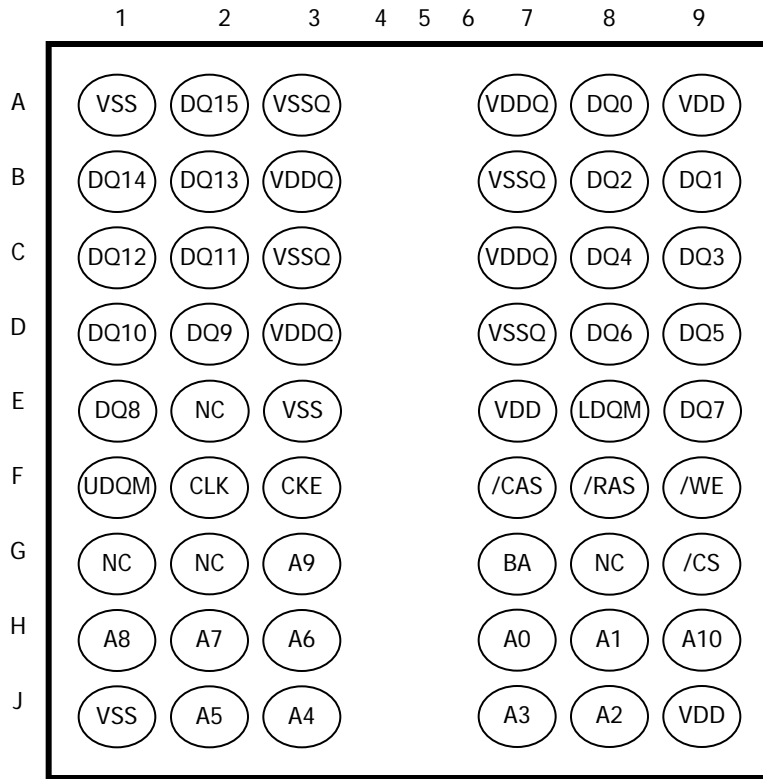 1 2 3 4 5 6 7 8 9
A VSS DQ15 VSSQ VDDQ DQ0 VDD
B DQ14 DQ13 VDDQ VSSQ DQ2 DQ1
C DQ12 DQ11 VSSQ VDDQ DQ4 DQ3
D DQ10 DQ9 VDDQ VSSQ DQ6 DQ5
E DQ8 NC VSS VDD LDQM DQ7
F UDQM CLK CKE /CAS /RAS /WE
G NC NC A9 BA NC /CS
H A8 A7 A6 A0 A1 A10
J VSS A5 A4 A3 A2 VDD